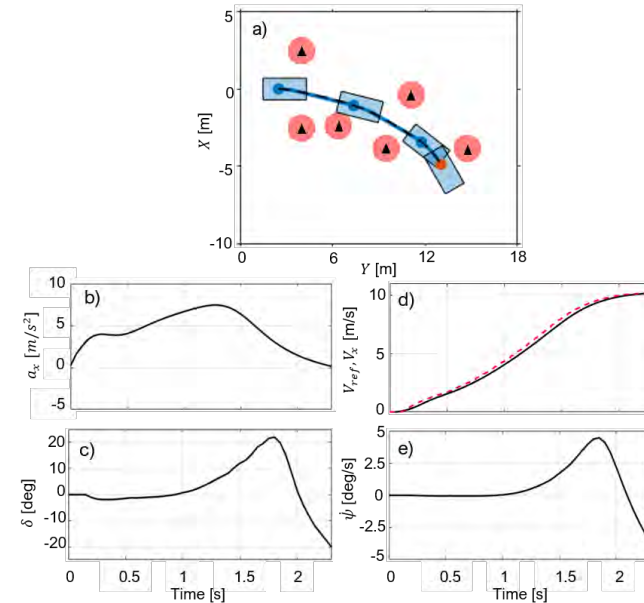 a)
5
0
-5
-10
X [m]
0
6
12
18
Y [m]
b)
10
5
0
-5
aₓ [m/s²]
d)
10
5
0
V_ref, Vₓ [m/s]
c)
20
10
0
-10
-20
δ [deg]
0
0.5
1
1.5
2
Time [s]
e)
5
2.5
0
-2.5
-5
ψ̇ [deg/s]
0
0.5
1
1.5
2
Time [s]